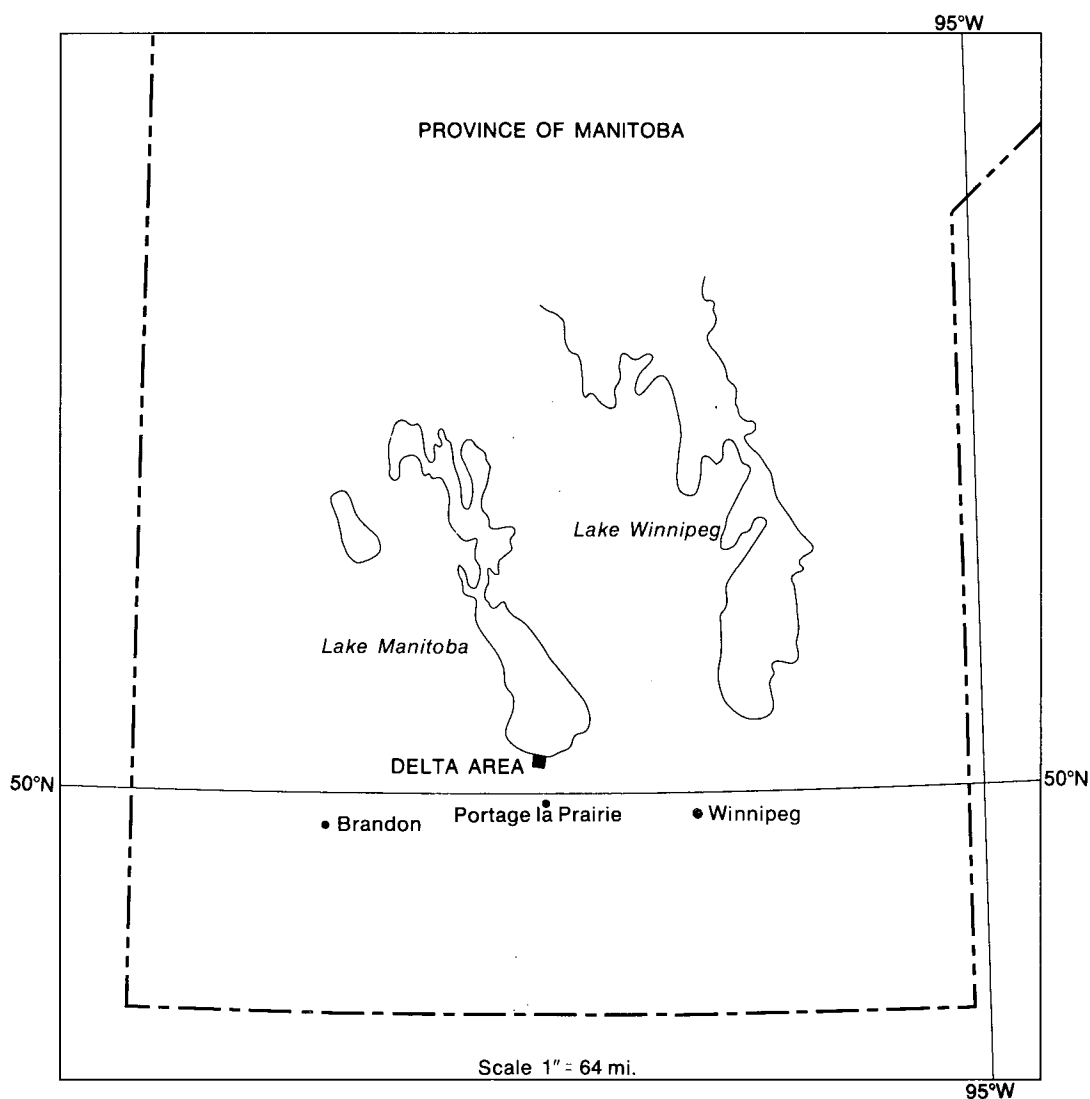 95°W
PROVINCE OF MANITOBA
Lake Winnipeg
Lake Manitoba
DELTA AREA
50°N
50°N
Portage la Prairie
Winnipeg
Brandon
Scale 1" = 64 mi.
95°W